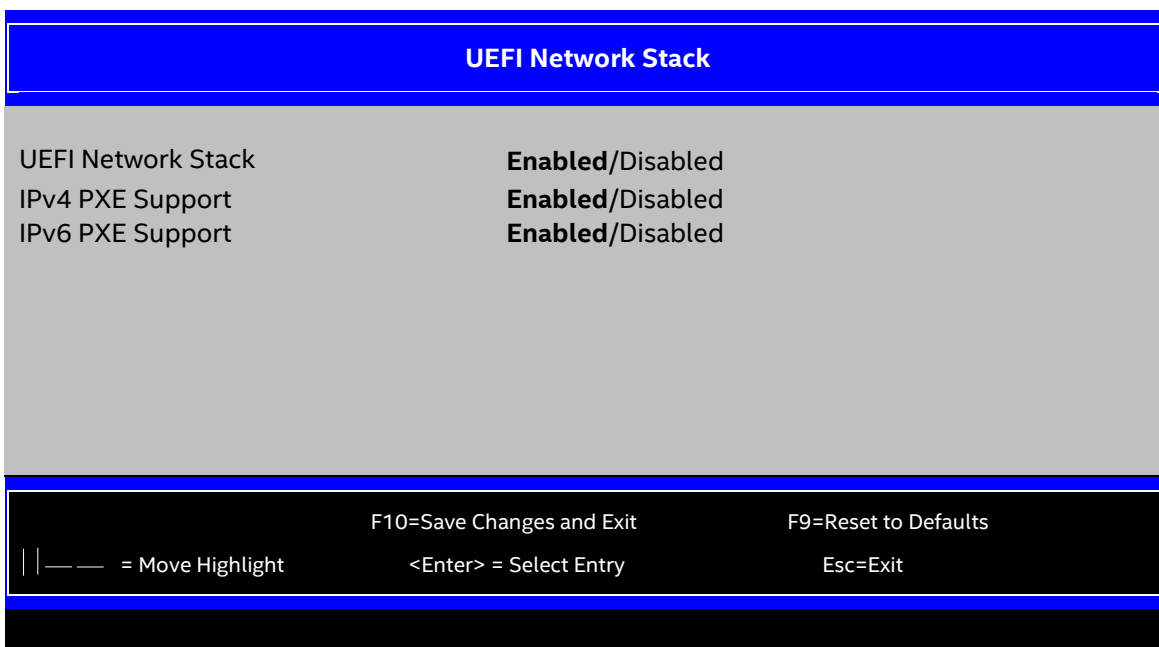 UEFI Network Stack
UEFI Network Stack Enabled/Disabled
IPv4 PXE Support Enabled/Disabled
IPv6 PXE Support Enabled/Disabled
F10=Save Changes and Exit F9=Reset to Defaults
= Move Highlight <Enter> = Select Entry Esc=Exit